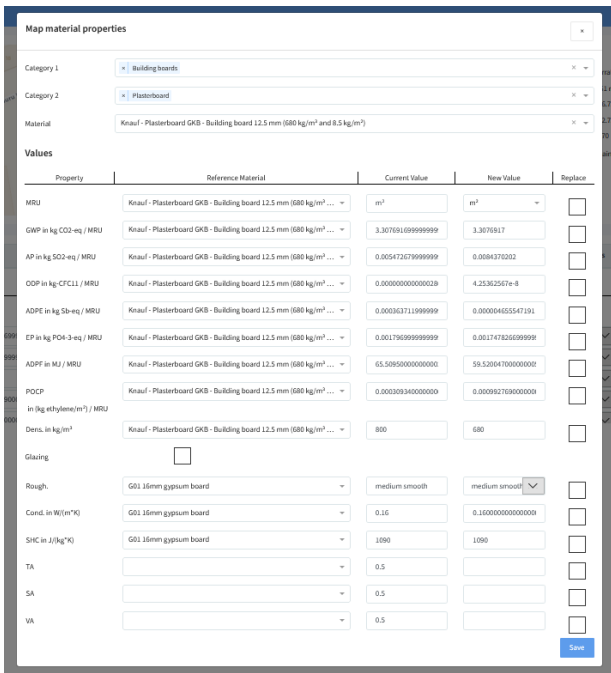 Map material properties
×
Category 1 × Building boards
Category 2 × Plasterboard
Material Knauf - Plasterboard GKB - Building board 12.5 mm (680 kg/m³ and 8.5 kg/m²)
Values
Property Reference Material Current Value New Value Replace
MRU Knauf - Plasterboard GKB - Building board 12.5 mm (680 kg/m³ ...
GWP in kg CO2-eq / MRU Knauf - Plasterboard GKB - Building board 12.5 mm (680 kg/m³ ... 3.307691699999999 3.3076917
AP in kg SO2-eq / MRU Knauf - Plasterboard GKB - Building board 12.5 mm (680 kg/m³ ... 0.005472679999999 0.0084370202
ODP in kg-CFC11 / MRU Knauf - Plasterboard GKB - Building board 12.5 mm (680 kg/m³ ... 4.25362567e-8
ADPE in kg Sb-eq / MRU Knauf - Plasterboard GKB - Building board 12.5 mm (680 kg/m³ ... 0.000363711999999 0.000004655547191
EP in kg PO4-3-eq / MRU Knauf - Plasterboard GKB - Building board 12.5 mm (680 kg/m³ ... 0.001796999999999 0.001747826699999
ADPF in MJ / MRU Knauf - Plasterboard GKB - Building board 12.5 mm (680 kg/m³ ...
POCP Knauf - Plasterboard GKB - Building board 12.5 mm (680 kg/m³ ...
in (kg ethylene/m³) / MRU
Dens. in kg/m³ Knauf - Plasterboard GKB - Building board 12.5 mm (680 kg/m³ ... 800 680
Glazing
Rough. G01 16mm gypsum board medium smooth medium smooth
Cond. in W/(m*K) G01 16mm gypsum board 0.16
SHC in J/(kg*K) G01 16mm gypsum board 1090 1090
TA 0.5
SA 0.5
VA 0.5
Save